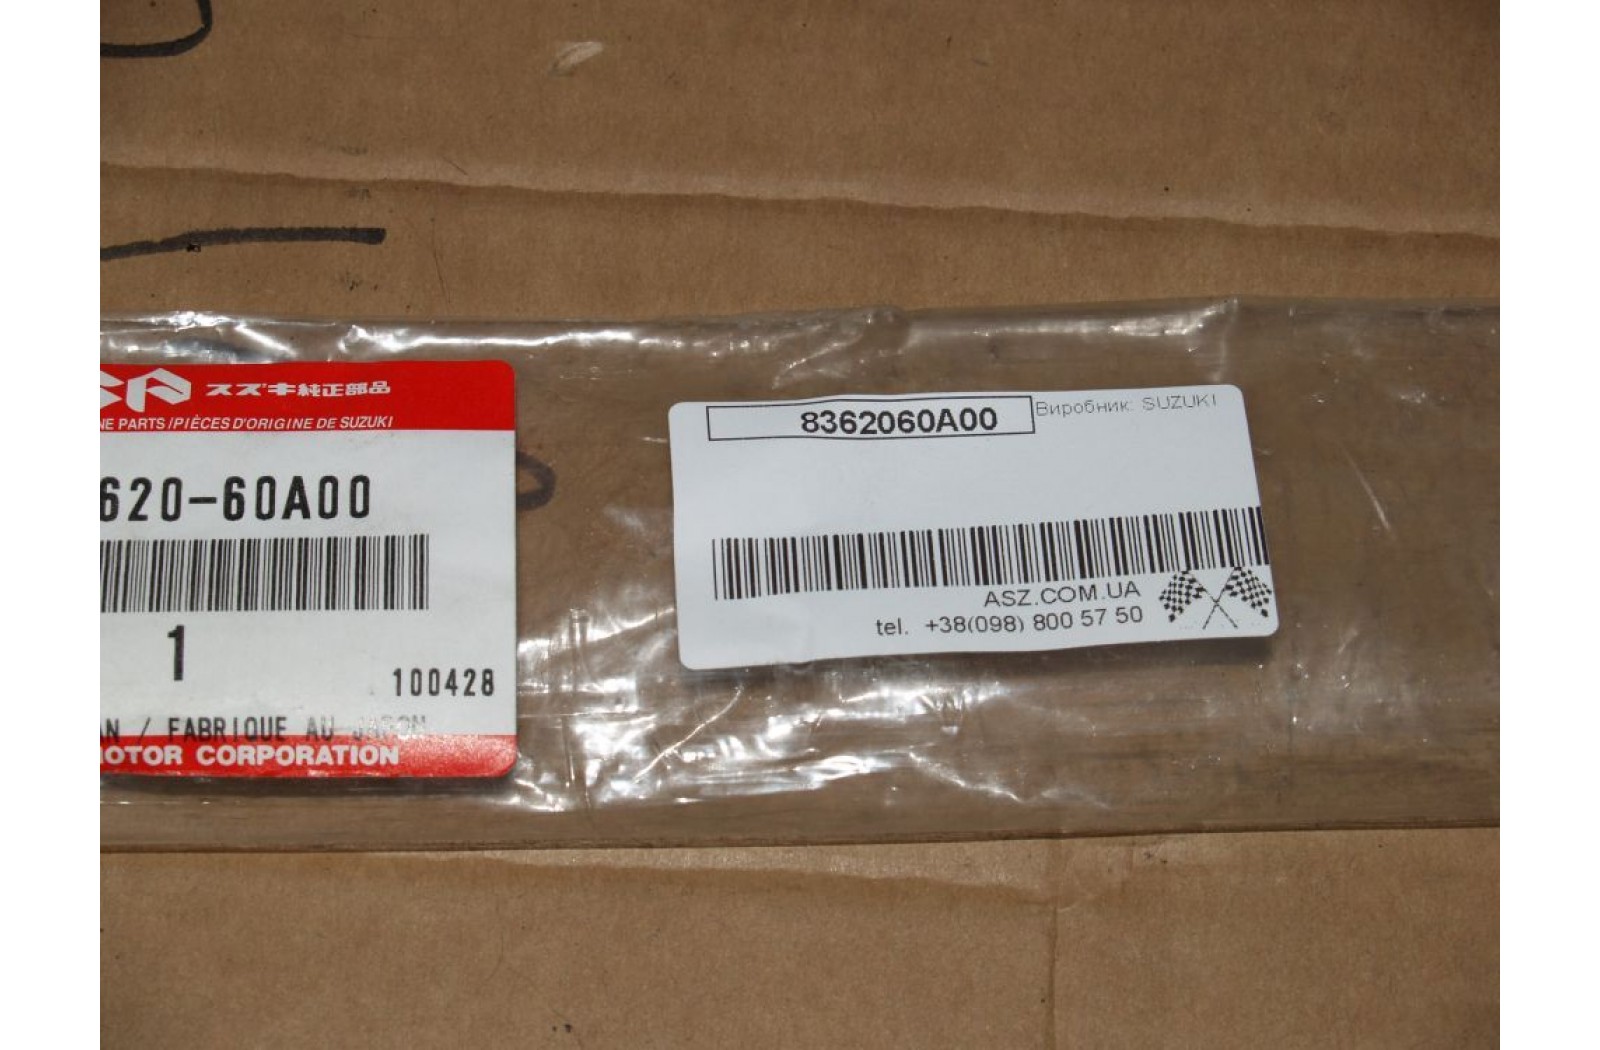 スズキ純正部品
NE PARTS/PIÈCES D'ORIGINE DE SUZUKI
620-60A00
1
100428
AN / FABRIQUE AU JAPON
MOTOR CORPORATION
8362060A00
Виробник: SUZUKI
ASZ.COM.UA
tel. +38(098) 800 57 50